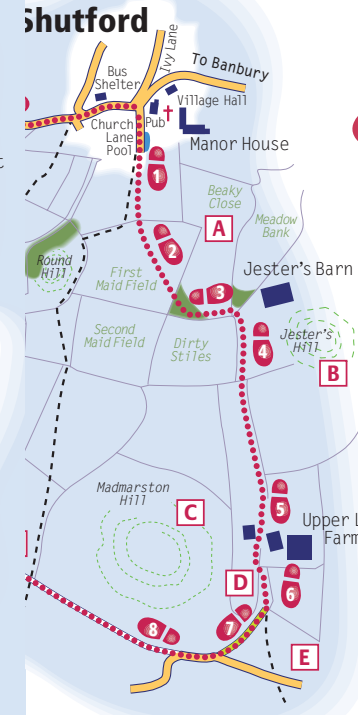 Shutford
Ivy Lane
To Banbury
Bus
Shelter
Village Hall
Pub
Church
Lane
Pool
Manor House
1
Beaky
Close
A
Meadow
Bank
2
Round
Hill
First
Maid Field
3
Jester's Barn
Second
Maid Field
Dirty
Stiles
4
Jester's
Hill
B
Madmarston
Hill
C
5
Upper L
Farm
D
6
7
8
E